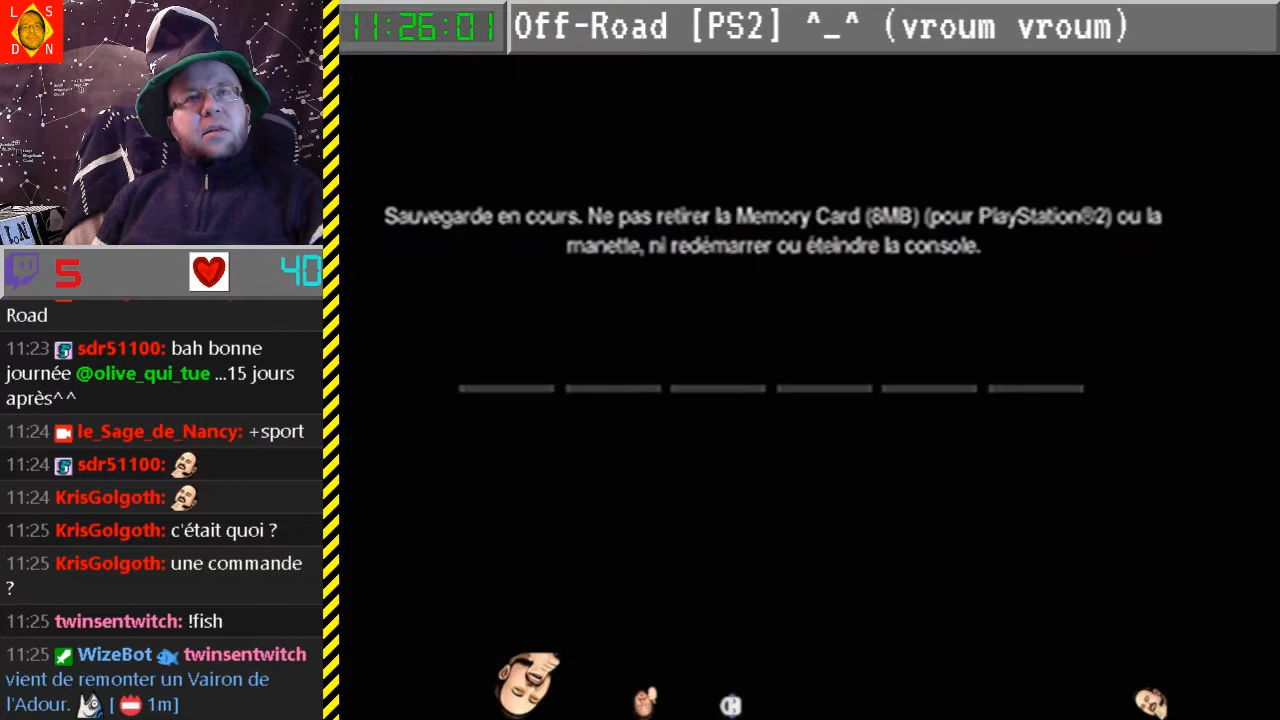 L S
D N
11:26:01 Off-Road [PS2] ^_^ (vroum vroum)
Sauvegarde en cours. Ne pas retirer la Memory Card (8MB) (pour PlayStation®2) ou la
manette, ni redémarrer ou éteindre la console.
5 40
Road
11:23 sdr51100: bah bonne
journée @olive_qui_tue ...15 jours
après^^
11:24 le_Sage_de_Nancy: +sport
11:24 sdr51100:
11:24 KrisGolgoth:
11:25 KrisGolgoth: c'était quoi ?
11:25 KrisGolgoth: une commande
?
11:25 twinsentwitch: !fish
11:25 WizeBot twinsentwitch
vient de remonter un Vairon de
l'Adour. [ 1m]